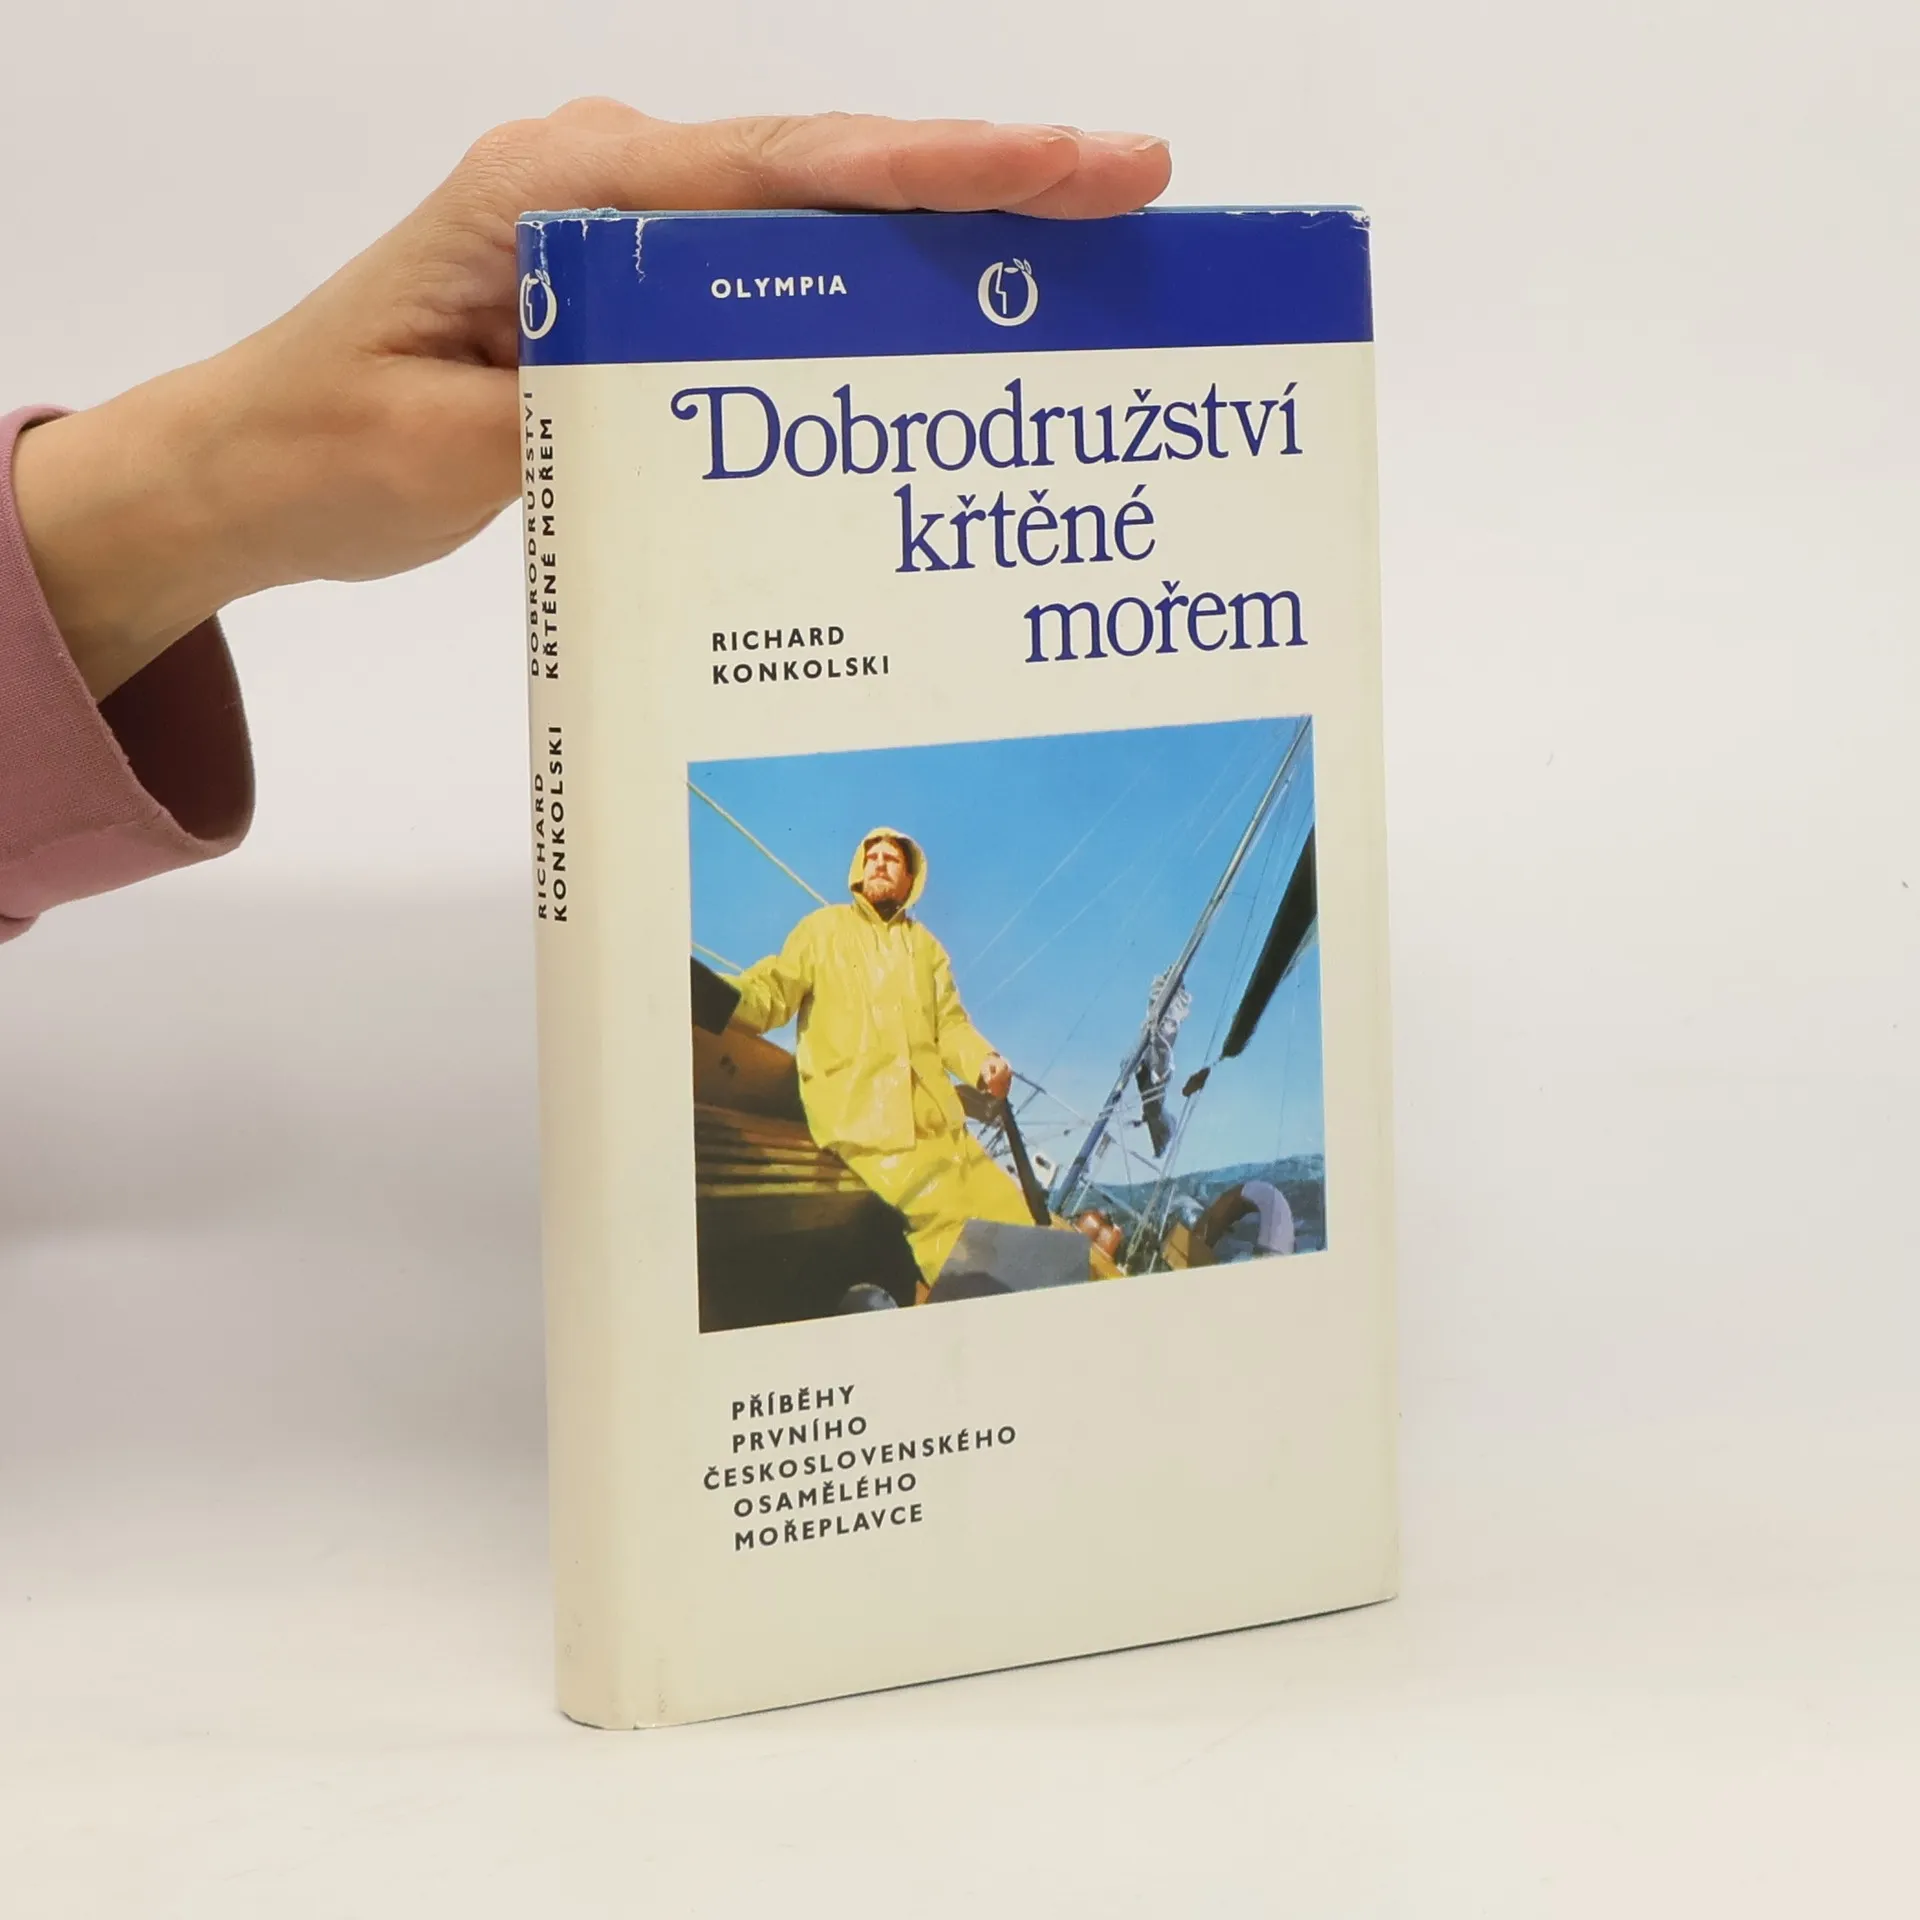 OLYMPIA
Dobrodružství
křtěné
mořem
RICHARD
KONKOLSKI
PŘÍBĚHY
PRVNÍHO
ČESKOSLOVENSKÉHO
OSAMĚLÉHO
MOŘEPLAVCE
RICHARD
KONKOLSKI
DOBRODRUŽSTVÍ
KŘTĚNÉ MOŘEM